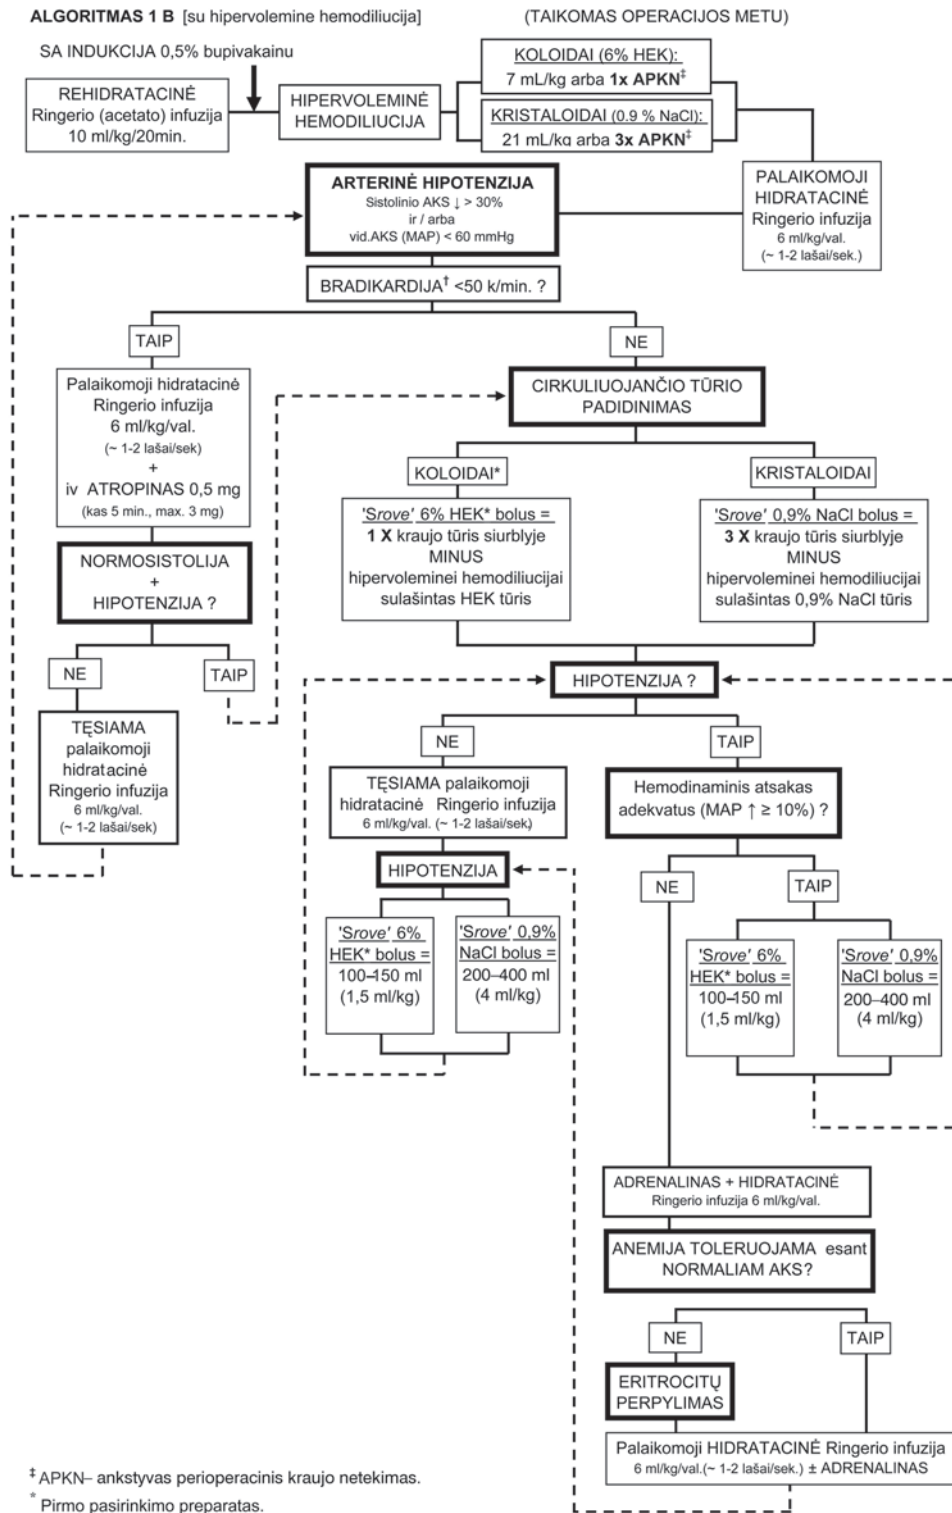 ALGORITMAS 1 B [su hipervolemine hemodiliucija] (TAIKOMAS OPERACIJOS METU)
SA INDUKCIJA 0,5% bupivakainu
REHIDRATACINĖ
Ringerio (acetato) infuzija
10 ml/kg/20min.
HIPERVOLEMINĖ
HEMODILIUCIJA
KOLOIDAI (6% HEK):
7 mL/kg arba 1x APKN‡
KRISTALOIDAI (0.9 % NaCl):
21 mL/kg arba 3x APKN‡
PALAIKOMOJI
HIDRATACINĖ
Ringerio infuzija
6 ml/kg/val.
(~ 1-2 lašai/sek.)
ARTERINĖ HIPOTENZIJA
Sistolinio AKS ↓ > 30%
ir / arba
vid.AKS (MAP) < 60 mmHg
BRADIKARDIJA† <50 k/min. ?
TAIP
NE
Palaikomoji hidratacinė
Ringerio infuzija
6 ml/kg/val.
(~ 1-2 lašai/sek)
+
iv ATROPINAS 0,5 mg
(kas 5 min., max. 3 mg)
NORMOSISTOLIJA
+
HIPOTENZIJA ?
NE
TAIP
TĘSIAMA
palaikomoji
hidratacinė
Ringerio infuzija
6 ml/kg/val.
(~ 1-2 lašai/sek)
CIRKULIUOJANČIO TŪRIO
PADIDINIMAS
KOLOIDAI*
KRISTALOIDAI
'Srove' 6% HEK* bolus =
1 X kraujo tūris siurblyje
MINUS
hipervoleminei hemodiliucijai
sulašintas HEK tūris
'Srove' 0,9% NaCl bolus =
3 X kraujo tūris siurblyje
MINUS
hipervoleminei hemodiliucijai
sulašintas 0,9% NaCl tūris
HIPOTENZIJA ?
NE
TAIP
TĘSIAMA palaikomoji
hidratacinė Ringerio infuzija
6 ml/kg/val. (~ 1-2 lašai/sek.)
HIPOTENZIJA
'Srove' 6%
HEK* bolus =
100–150 ml
(1,5 ml/kg)
'Srove' 0,9%
NaCl bolus =
200–400 ml
(4 ml/kg)
Hemodinaminis atsakas
adekvatus (MAP ↑ ≥ 10%) ?
NE
TAIP
'Srove' 6%
HEK* bolus =
100–150 ml
(1,5 ml/kg)
'Srove' 0,9%
NaCl bolus =
200–400 ml
(4 ml/kg)
ADRENALINAS + HIDRATACINĖ
Ringerio infuzija 6 ml/kg/val.
ANEMIJA TOLERUOJAMA esant
NORMALIAM AKS?
NE
TAIP
ERITROCITŲ
PERPYLIMAS
Palaikomoji HIDRATACINĖ Ringerio infuzija
6 ml/kg/val.(~ 1-2 lašai/sek.) ± ADRENALINAS
‡ APKN– ankstyvas perioperacinis kraujo netekimas.
* Pirmo pasirinkimo preparatas.